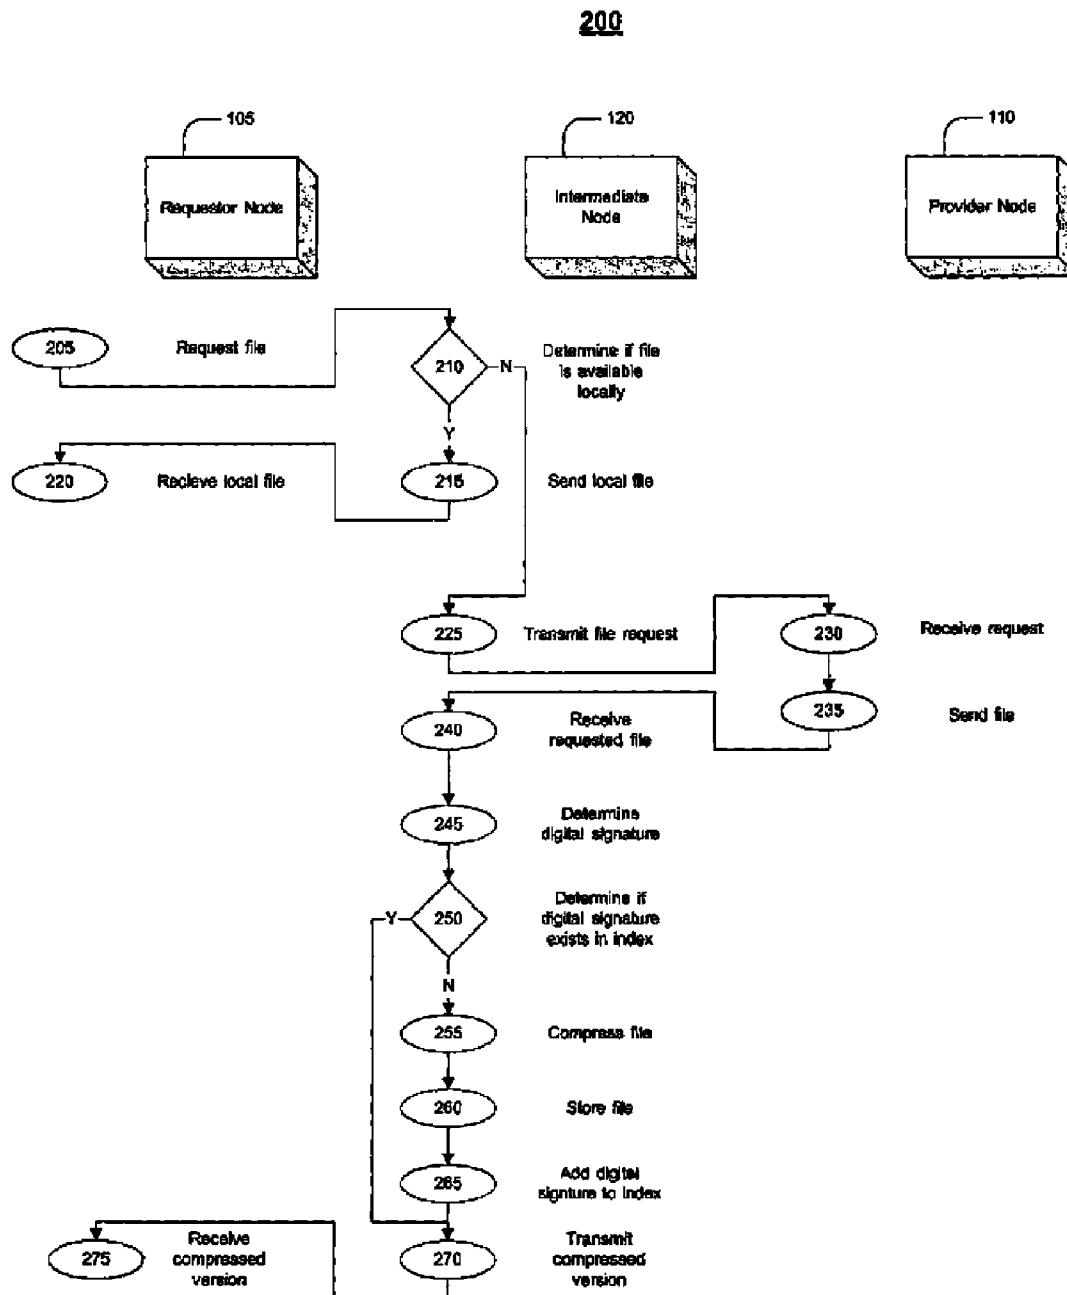 200
105
120
110
Requestor Node
Intermediate
Node
Provider Node
205
Request file
210
N
Determine if file
is available
locally
Y
220
Recieve local file
215
Send local file
225
Transmit file request
230
Receive request
235
Send file
240
Receive
requested file
245
Determine
digital signature
Y
250
Determine if
digital signature
exists in index
N
255
Compress file
260
Store file
265
Add digital
signture to index
275
Receive
compressed
version
270
Transmit
compressed
version